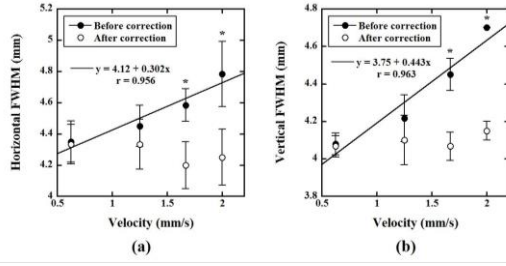 Before correction
After correction
y = 4.12 + 0.302x
r = 0.956
*
*
Horizontal FWHM (mm)
5.2
5
4.8
4.6
4.4
4.2
4
0.5
1
1.5
2
Velocity (mm/s)
(a)
Before correction
After correction
y = 3.75 + 0.443x
r = 0.963
*
*
Vertical FWHM (mm)
4.8
4.6
4.4
4.2
4
3.8
0.5
1
1.5
2
Velocity (mm/s)
(b)